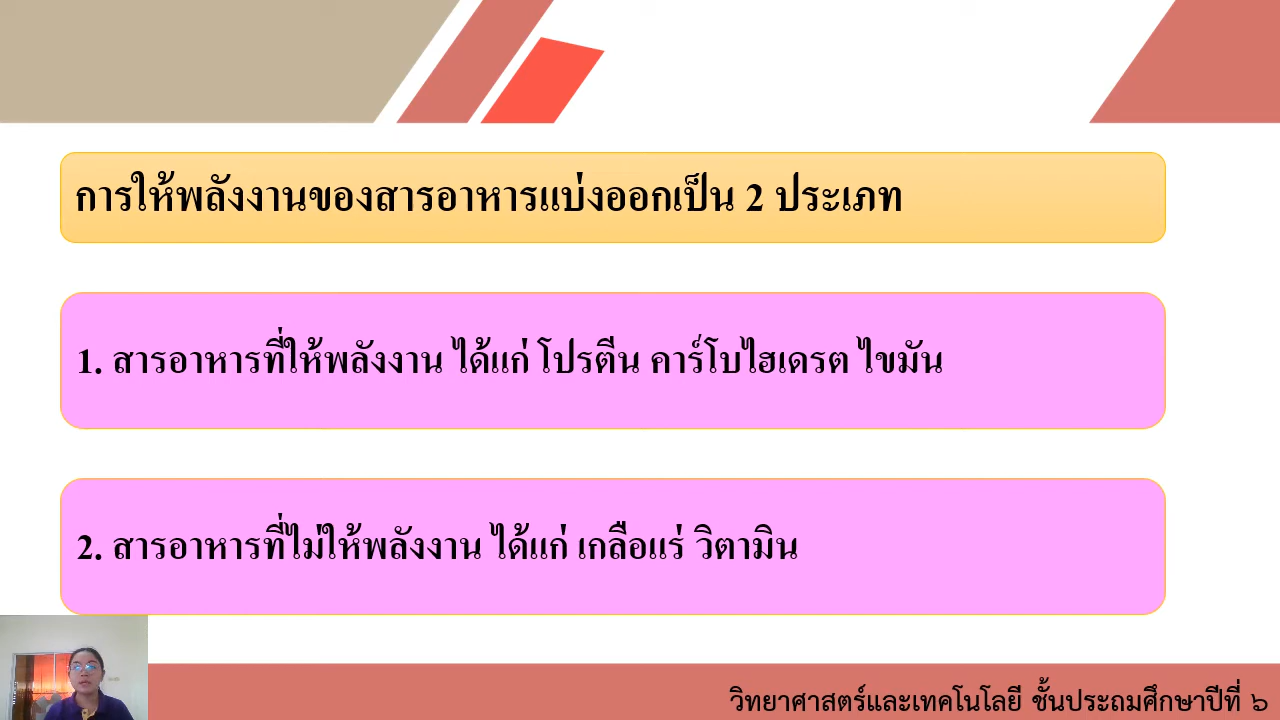 การให้พลังงานของสารอาหารแบ่งออกเป็น 2 ประเภท
1. สารอาหารที่ให้พลังงาน ได้แก่ โปรตีน คาร์โบไฮเดรต ไขมัน
2. สารอาหารที่ไม่ให้พลังงาน ได้แก่ เกลือแร่ วิตามิน
วิทยาศาสตร์และเทคโนโลยี ชั้นประถมศึกษาปีที่ ๖